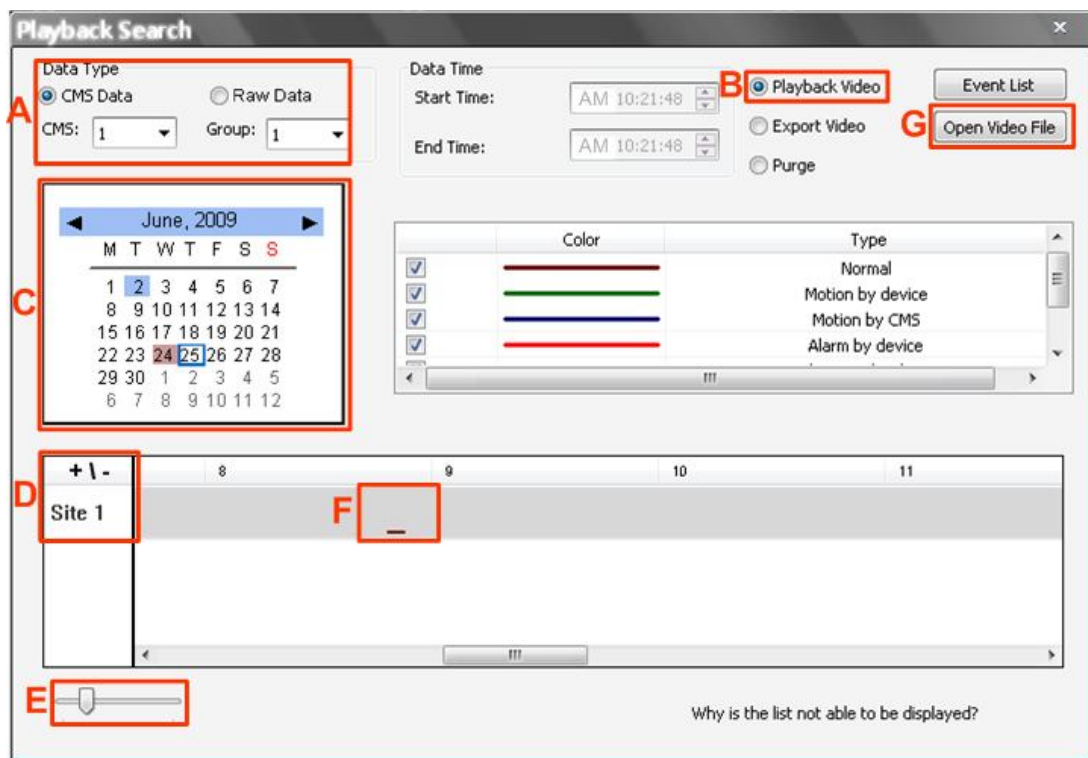 Playback Search
Data Type
A CMS Data Raw Data
CMS: 1 Group: 1
Data Time
Start Time: AM 10:21:48
End Time: AM 10:21:48
B Playback Video
Export Video
Purge
Event List
G Open Video File
C
June, 2009
M T W T F S S
1 2 3 4 5 6 7
8 9 10 11 12 13 14
15 16 17 18 19 20 21
22 23 24 25 26 27 28
29 30 1 2 3 4 5
6 7 8 9 10 11 12
Color Type
Normal
Motion by device
Motion by CMS
Alarm by device
+ \ - 8 9 10 11
D Site 1 F
E
Why is the list not able to be displayed?